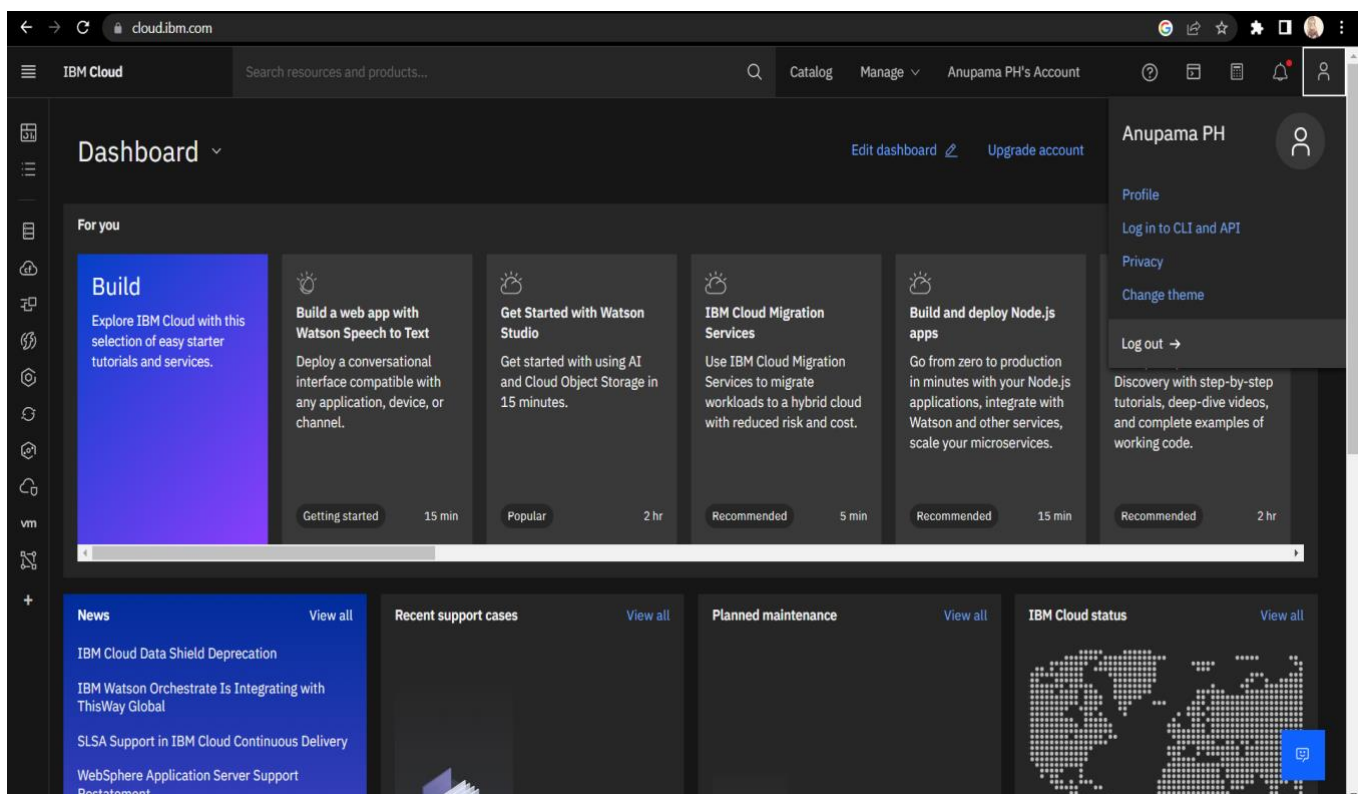 cloud.ibm.com
IBM Cloud
Search resources and products...
Catalog
Manage
Anupama PH's Account
Anupama PH
Profile
Log in to CLI and API
Privacy
Change theme
Log out →
Dashboard
Edit dashboard
Upgrade account
For you
Build
Explore IBM Cloud with this
selection of easy starter
tutorials and services.
Build a web app with
Watson Speech to Text
Deploy a conversational
interface compatible with
any application, device, or
channel.
Getting started
15 min
Get Started with Watson
Studio
Get started with using AI
and Cloud Object Storage in
15 minutes.
Popular
2 hr
IBM Cloud Migration
Services
Use IBM Cloud Migration
Services to migrate
workloads to a hybrid cloud
with reduced risk and cost.
Recommended
5 min
Build and deploy Node.js
apps
Go from zero to production
in minutes with your Node.js
applications, integrate with
Watson and other services,
scale your microservices.
Recommended
15 min
Discovery with step-by-step
tutorials, deep-dive videos,
and complete examples of
working code.
Recommended
2 hr
vm
News
View all
IBM Cloud Data Shield Deprecation
IBM Watson Orchestrate Is Integrating with
ThisWay Global
SLSA Support in IBM Cloud Continuous Delivery
WebSphere Application Server Support
Recent support cases
View all
Planned maintenance
View all
IBM Cloud status
View all